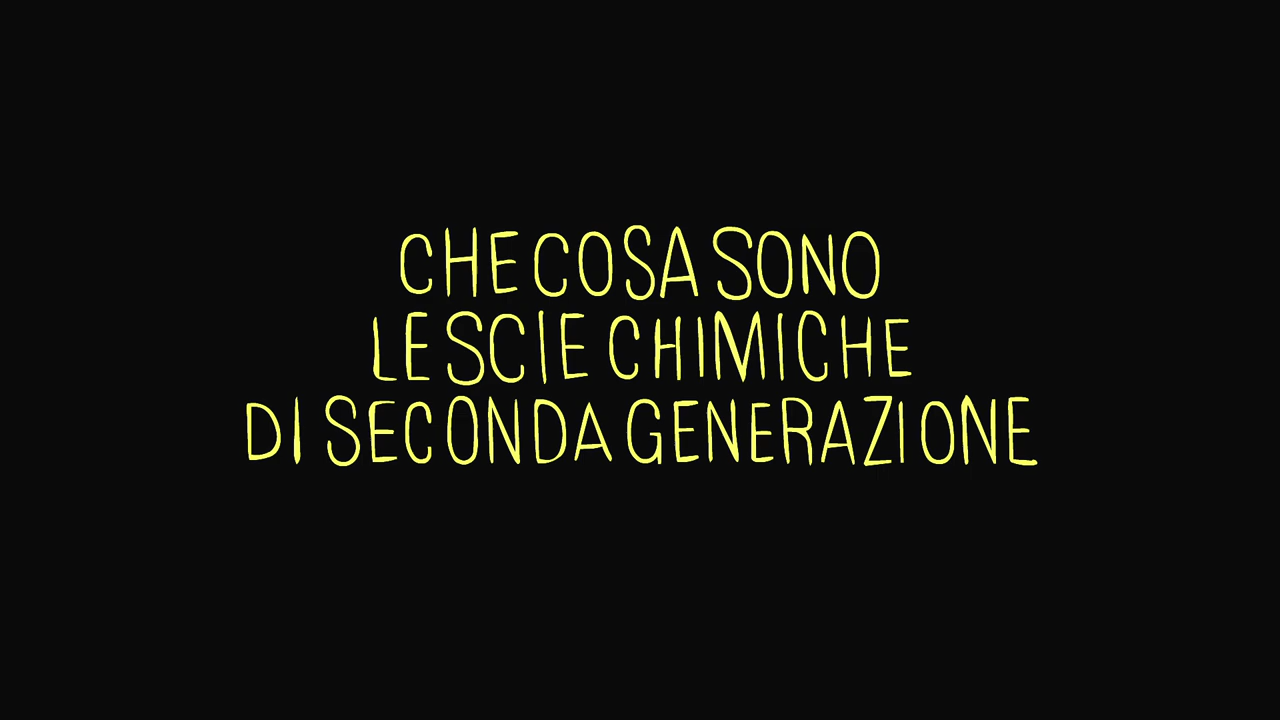 CHE COSA SONO
LE SCIE CHIMICHE
DI SECONDA GENERAZIONE